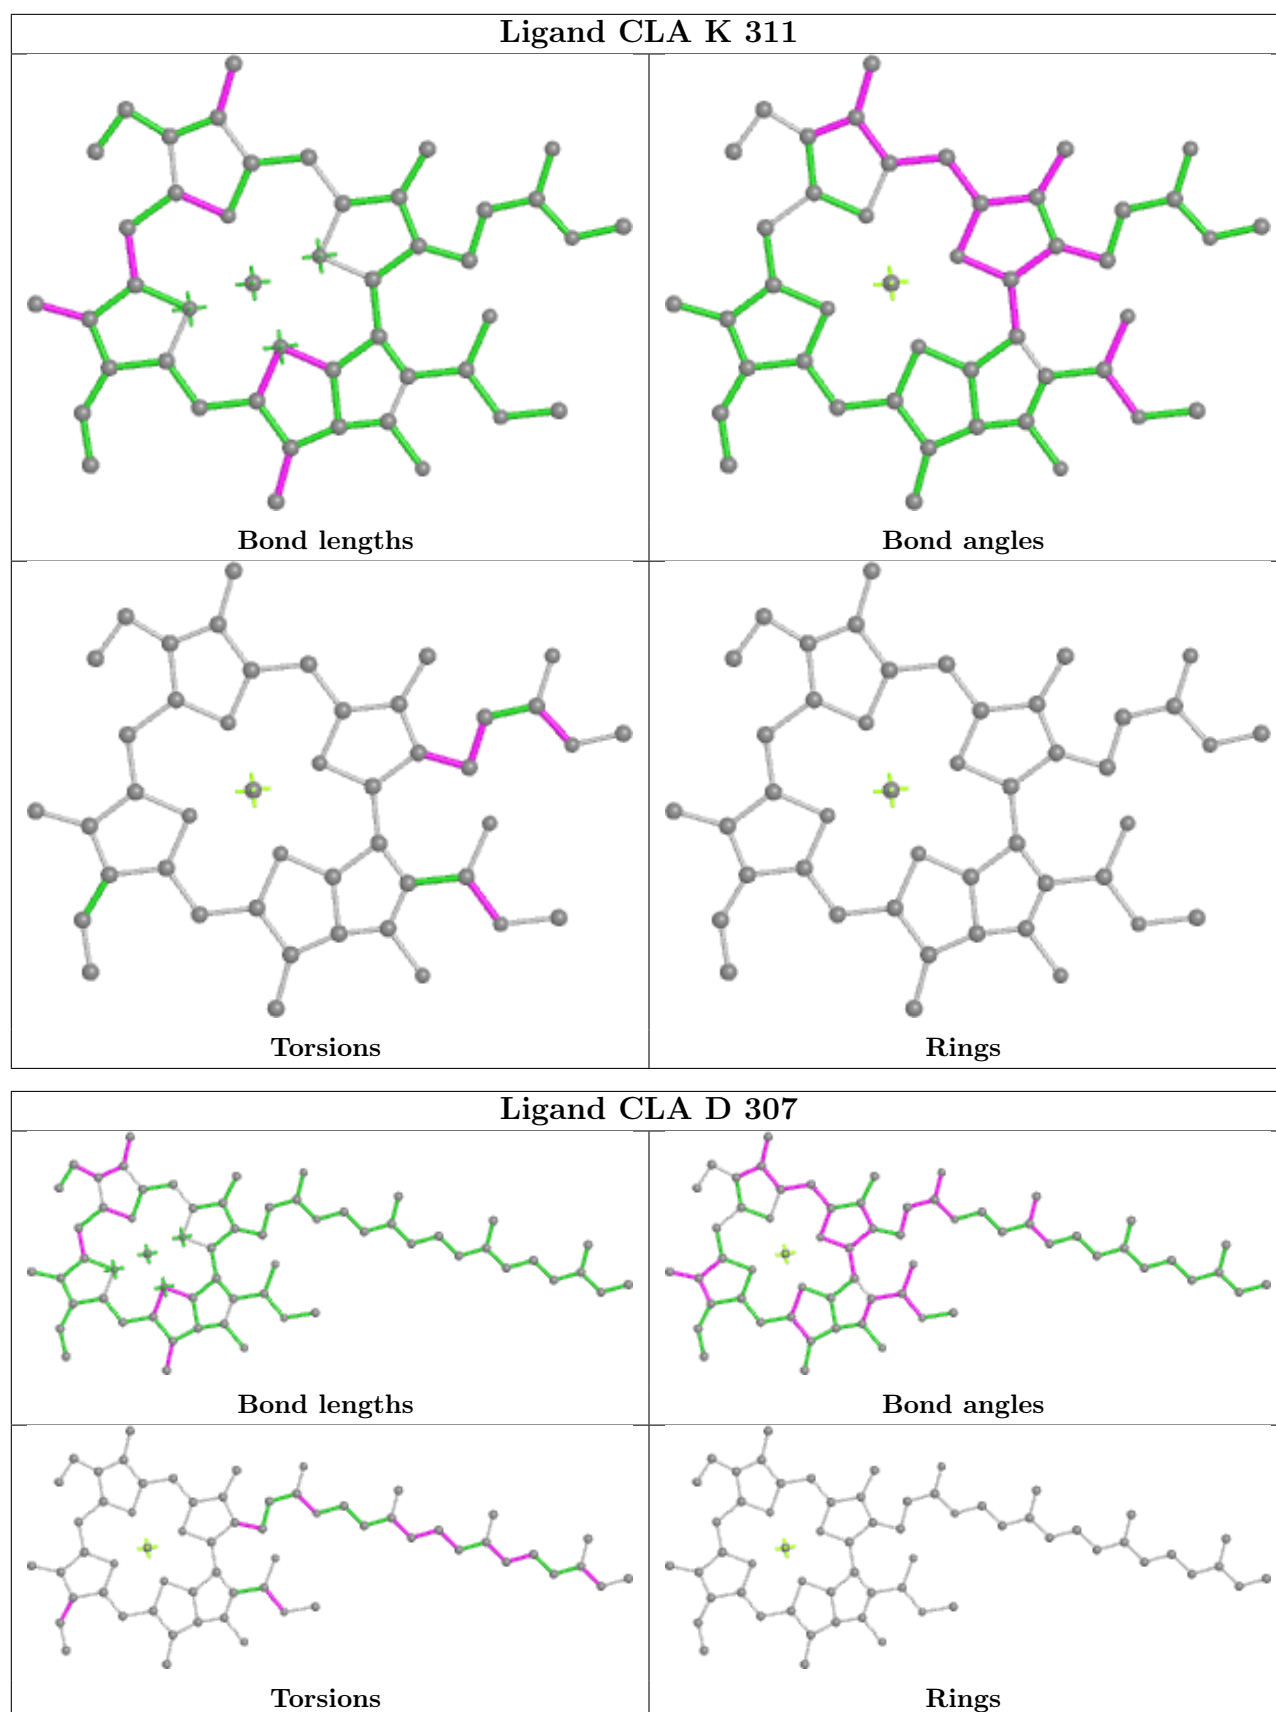 Ligand CLA K 311
Bond lengths
Bond angles
Torsions
Rings
Ligand CLA D 307
Bond lengths
Bond angles
Torsions
Rings